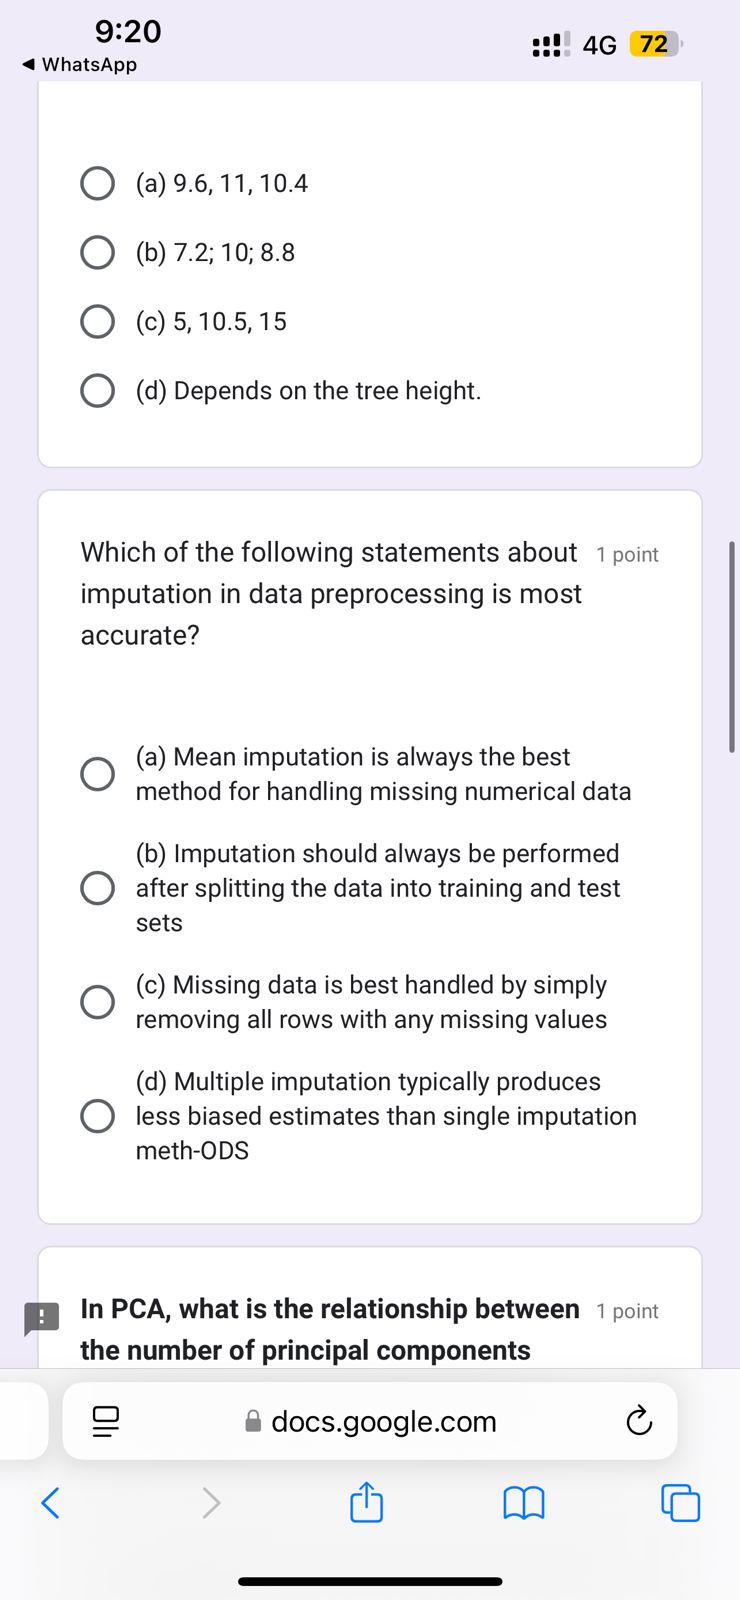 9:20
4G 72
◄ WhatsApp
(a) 9.6, 11, 10.4
(b) 7.2; 10; 8.8
(c) 5, 10.5, 15
(d) Depends on the tree height.
Which of the following statements about 1 point
imputation in data preprocessing is most
accurate?
(a) Mean imputation is always the best
method for handling missing numerical data
(b) Imputation should always be performed
after splitting the data into training and test
sets
(c) Missing data is best handled by simply
removing all rows with any missing values
(d) Multiple imputation typically produces
less biased estimates than single imputation
meth-ODS
In PCA, what is the relationship between 1 point
the number of principal components
docs.google.com